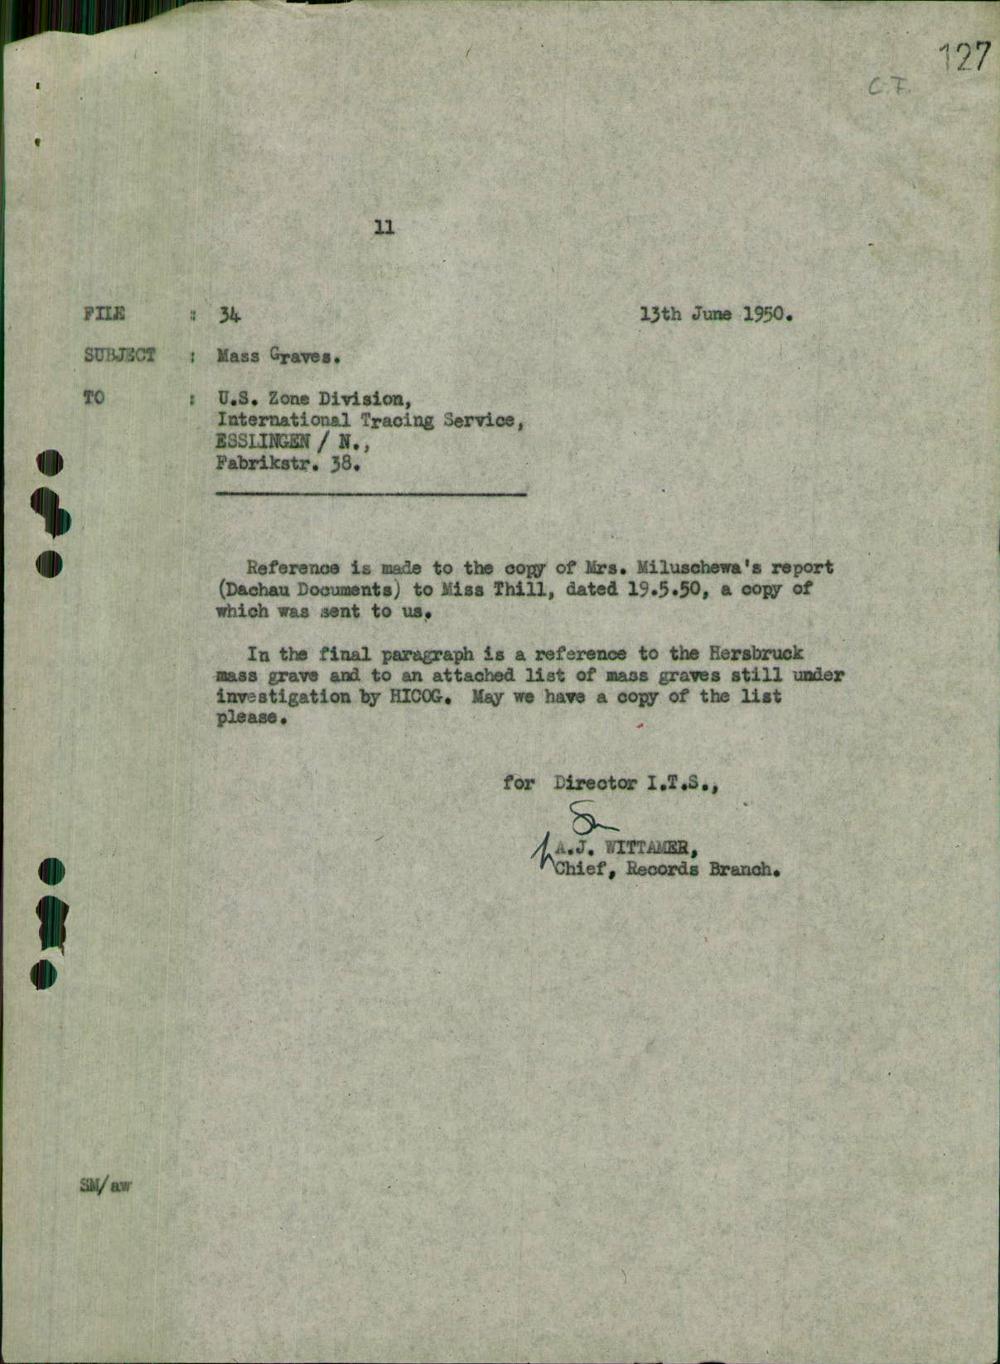 127
C.F.
11
FILE : 34 13th June 1950.
SUBJECT : Mass Graves.
TO : U.S. Zone Division,
International Tracing Service,
ESSLINGEN / N.,
Fabrikstr. 38.
Reference is made to the copy of Mrs. Miluschewa's report
(Dachau Documents) to Miss Thill, dated 19.5.50, a copy of
which was sent to us.
In the final paragraph is a reference to the Hersbruck
mass grave and to an attached list of mass graves still under
investigation by HICOG. May we have a copy of the list
please.
for Director I.T.S.,
A.J. WITTAMER,
Chief, Records Branch.
SM/aw